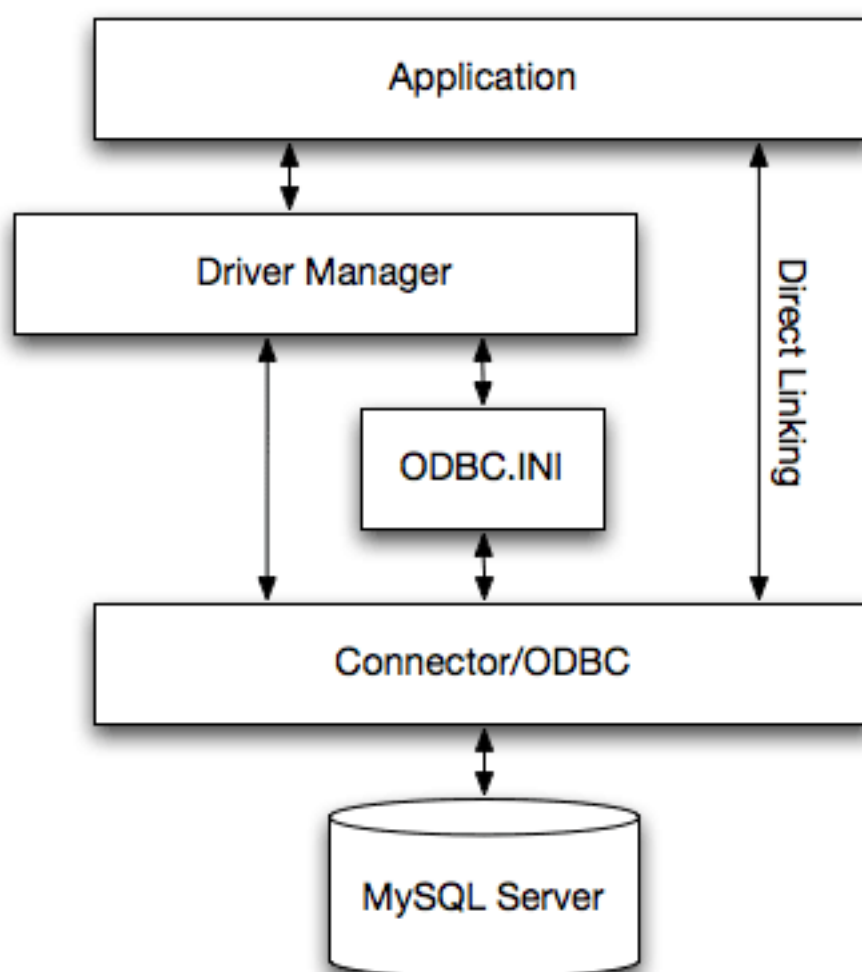 Application
Driver Manager
Direct Linking
ODBC.INI
Connector/ODBC
MySQL Server